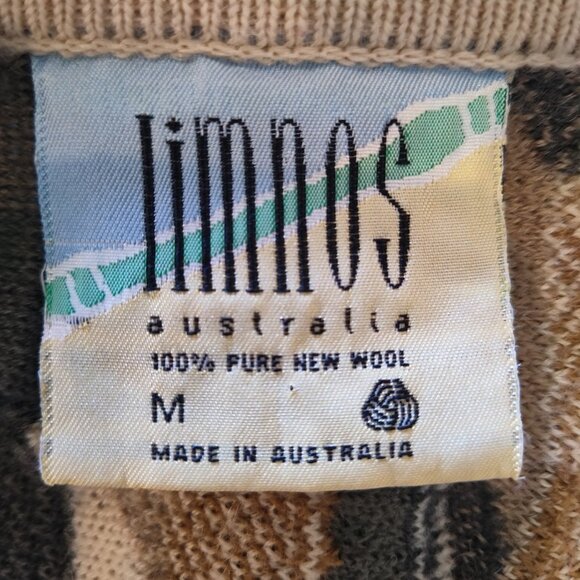 limnos
australia
100% PURE NEW WOOL
M
MADE IN AUSTRALIA